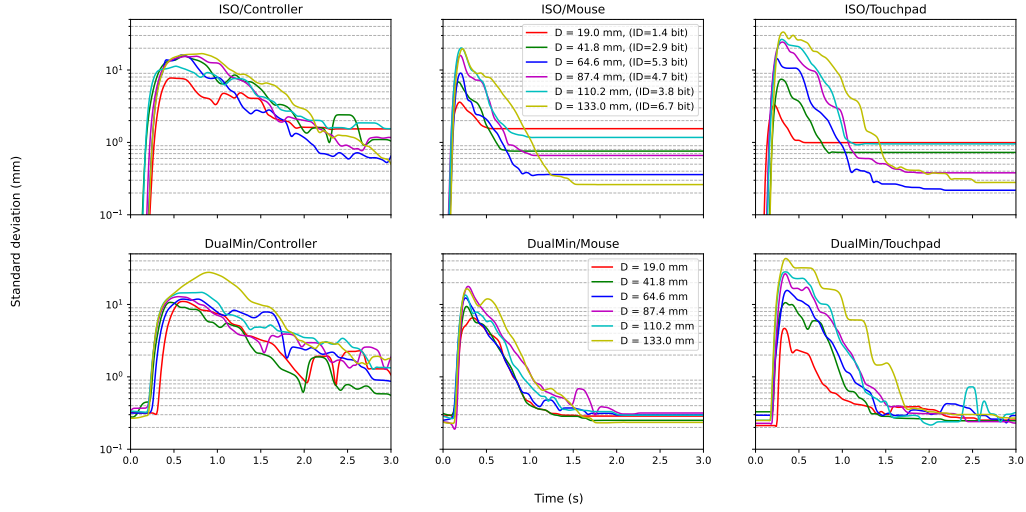 ISO/Controller
ISO/Mouse
ISO/Touchpad
10¹
10⁰
10⁻¹
D = 19.0 mm, (ID=1.4 bit)
D = 41.8 mm, (ID=2.9 bit)
D = 64.6 mm, (ID=5.3 bit)
D = 87.4 mm, (ID=4.7 bit)
D = 110.2 mm, (ID=3.8 bit)
D = 133.0 mm, (ID=6.7 bit)
Standard deviation (mm)
DualMin/Controller
DualMin/Mouse
DualMin/Touchpad
10¹
10⁰
10⁻¹
D = 19.0 mm
D = 41.8 mm
D = 64.6 mm
D = 87.4 mm
D = 110.2 mm
D = 133.0 mm
0.0 0.5 1.0 1.5 2.0 2.5 3.0
0.0 0.5 1.0 1.5 2.0 2.5 3.0
0.0 0.5 1.0 1.5 2.0 2.5 3.0
Time (s)